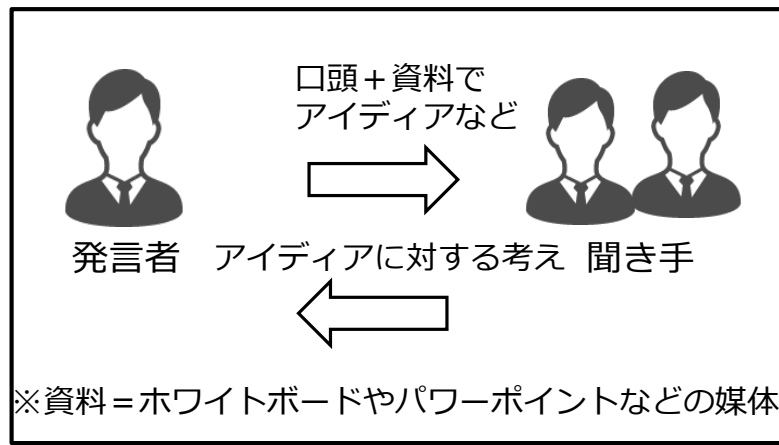 口頭＋資料で
アイディアなど
発言者 アイディアに対する考え 聞き手
※資料＝ホワイトボードやパワーポイントなどの媒体